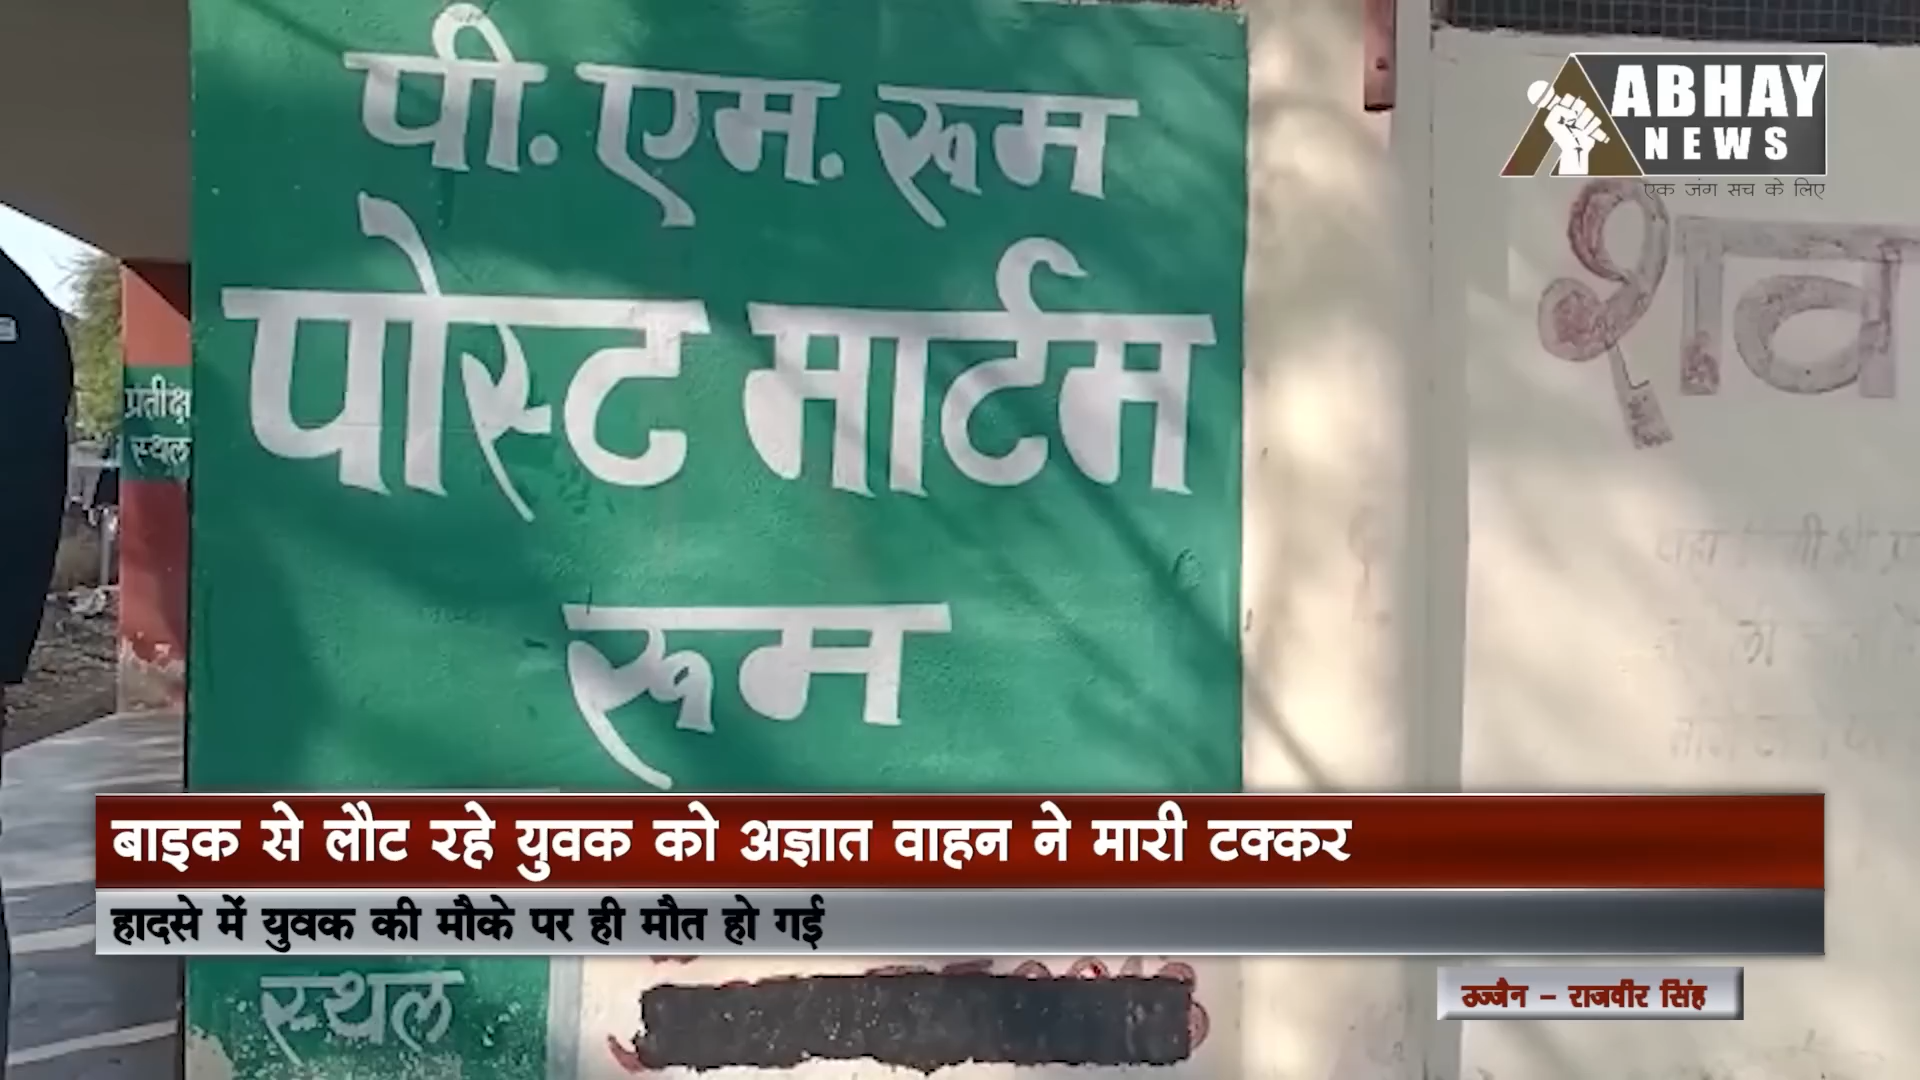 पी. एम. रूम
पोस्ट मार्टम
रूम
ABHAY
NEWS
एक जंग सच के लिए
शव
प्रतीक्ष
स्थल
बाइक से लौट रहे युवक को अज्ञात वाहन ने मारी टक्कर
हादसे में युवक की मौके पर ही मौत हो गई
स्थल
उज्जैन - राजवीर सिंह